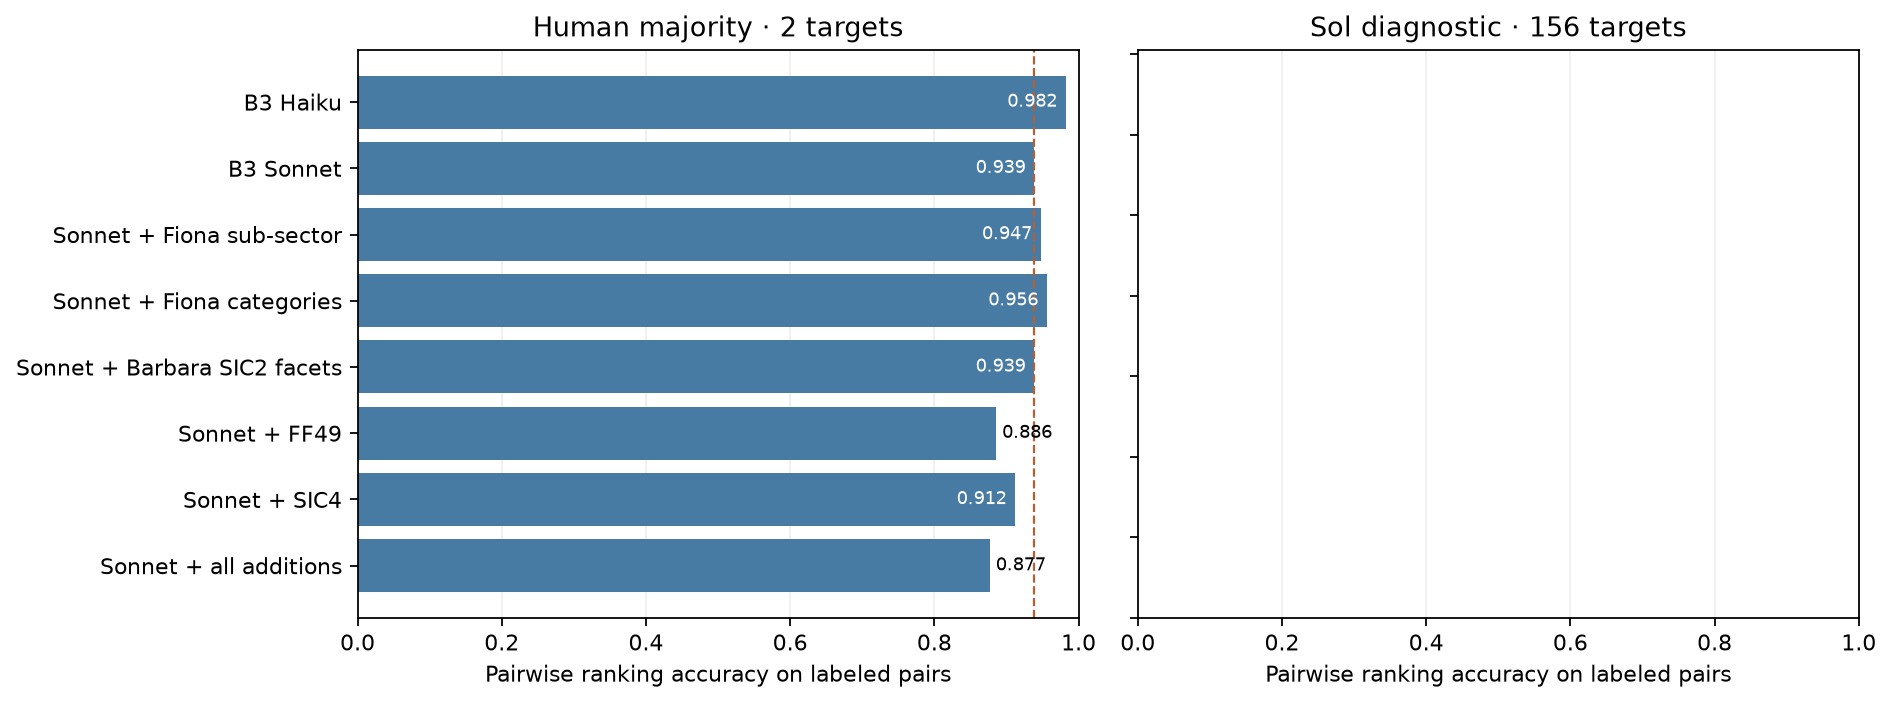 Human majority · 2 targets
Sol diagnostic · 156 targets
B3 Haiku
0.982
B3 Sonnet
0.939
Sonnet + Fiona sub-sector
0.947
Sonnet + Fiona categories
0.956
Sonnet + Barbara SIC2 facets
0.939
Sonnet + FF49
0.886
Sonnet + SIC4
0.912
Sonnet + all additions
0.877
0.0 0.2 0.4 0.6 0.8 1.0
0.0 0.2 0.4 0.6 0.8 1.0
Pairwise ranking accuracy on labeled pairs
Pairwise ranking accuracy on labeled pairs